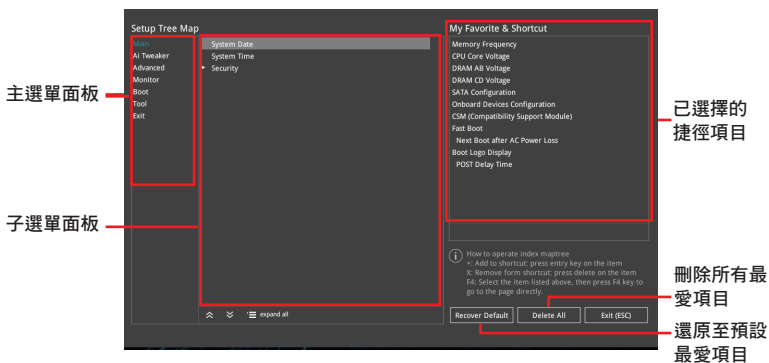 Setup Tree Map
Main
Ai Tweaker
Advanced
Monitor
Boot
Tool
Exit
System Date
System Time
Security
expand all
My Favorite & Shortcut
Memory Frequency
CPU Core Voltage
DRAM AB Voltage
DRAM CD Voltage
SATA Configuration
Onboard Devices Configuration
CSM (Compatibility Support Module)
Fast Boot
Next Boot after AC Power Loss
Boot Logo Display
POST Delay Time
How to operate index maptree
+: Add to shortcut: press entry key on the item
X: Remove form shortcut: press delete on the item
F4: Select the item listed above, then press F4 key to
go to the page directly.
Recover Default
Delete All
Exit (ESC)
主選單面板
子選單面板
已選擇的
捷徑項目
刪除所有最
愛項目
還原至預設
最愛項目